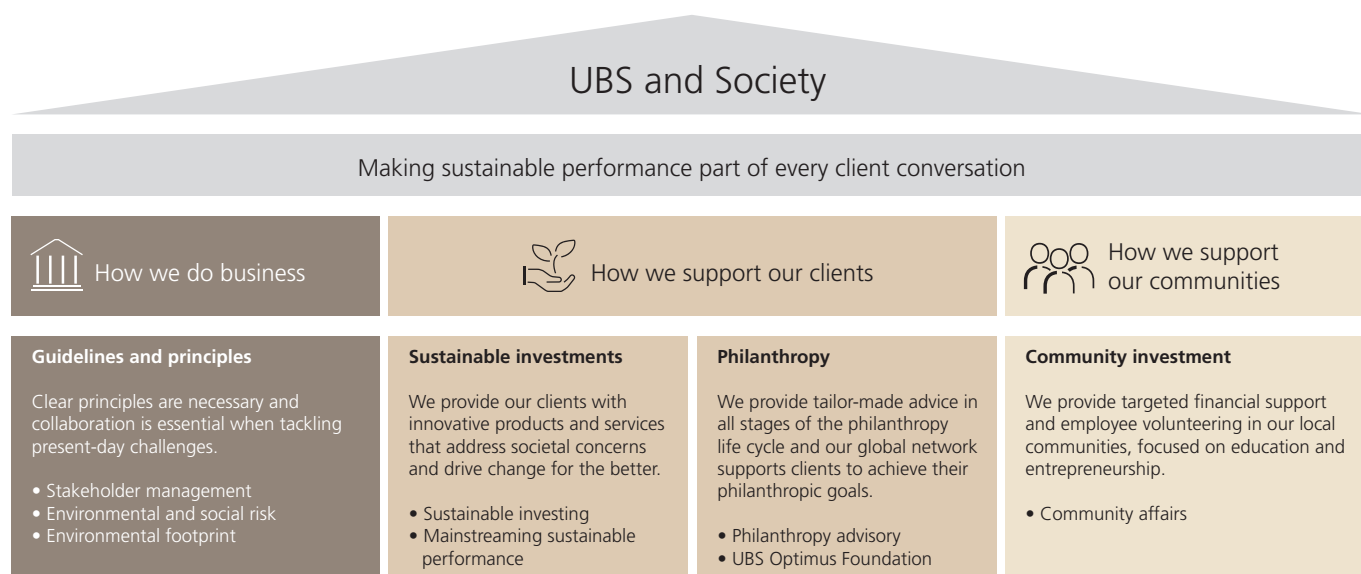 UBS and Society
Making sustainable performance part of every client conversation
How we do business
How we support our clients
How we support
our communities
Guidelines and principles
Clear principles are necessary and
collaboration is essential when tackling
present-day challenges.
• Stakeholder management
• Environmental and social risk
• Environmental footprint
Sustainable investments
We provide our clients with
innovative products and services
that address societal concerns
and drive change for the better.
• Sustainable investing
• Mainstreaming sustainable
performance
Philanthropy
We provide tailor-made advice in
all stages of the philanthropy
life cycle and our global network
supports clients to achieve their
philanthropic goals.
• Philanthropy advisory
• UBS Optimus Foundation
Community investment
We provide targeted financial support
and employee volunteering in our local
communities, focused on education and
entrepreneurship.
• Community affairs